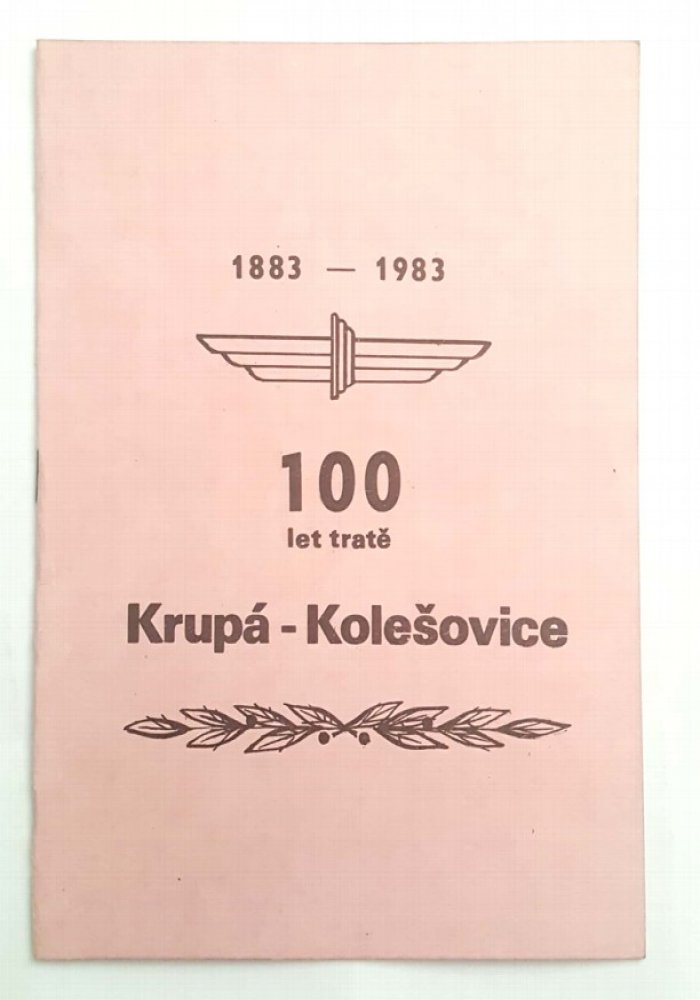 1883 — 1983
100
let tratě
Krupá - Kolešovice